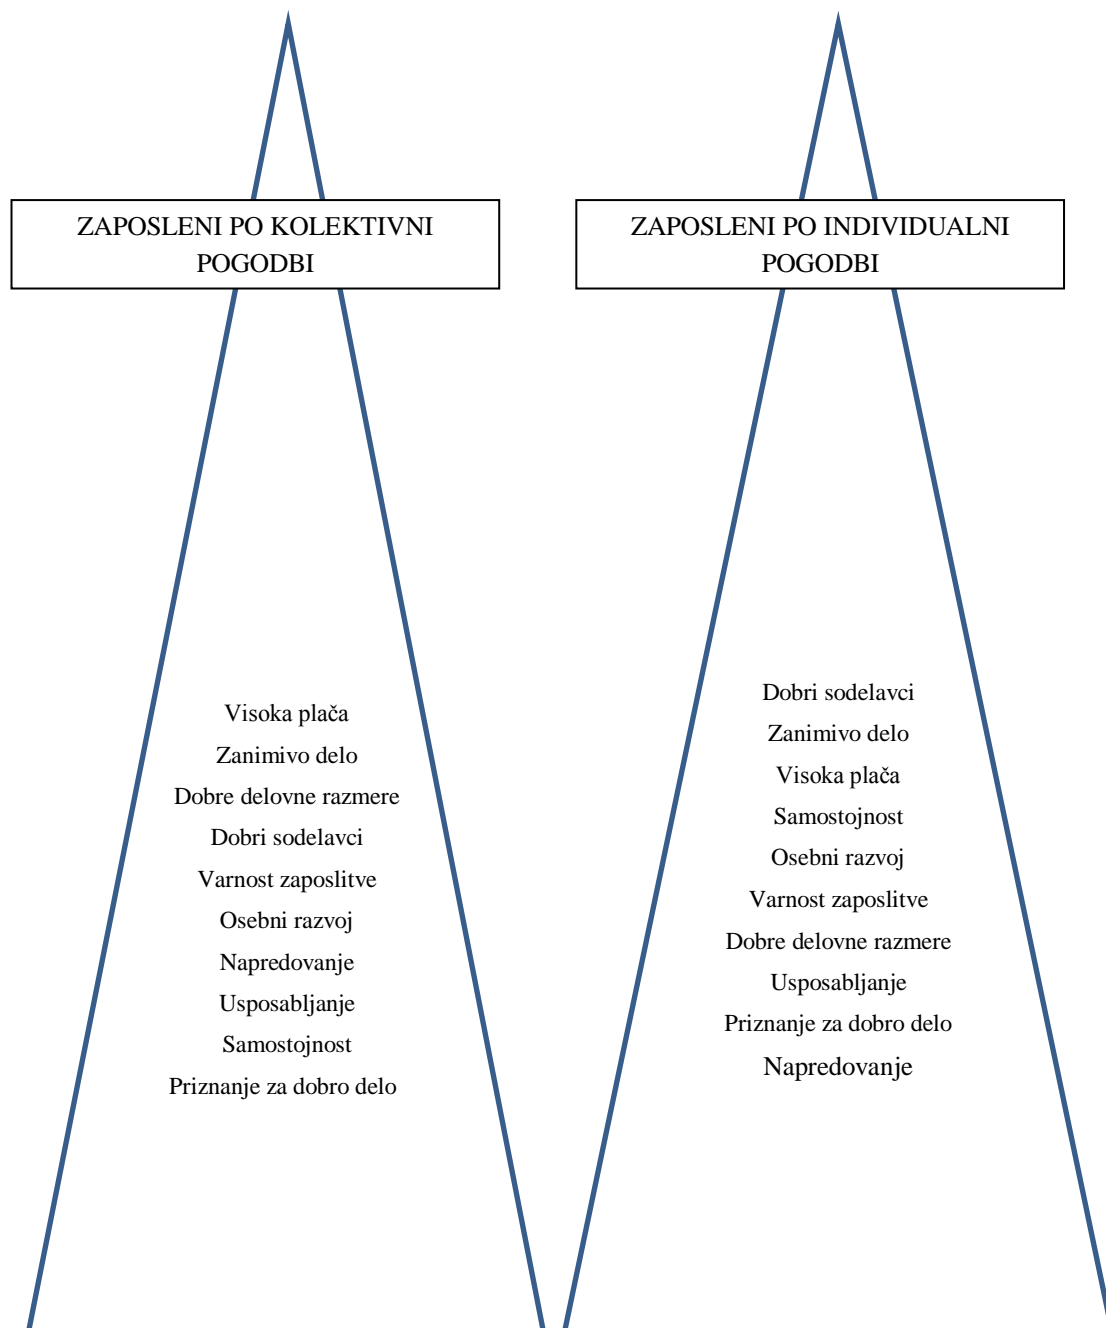 ZAPOSLENI PO KOLEKTIVNI
POGODBI
Visoka plača
Zanimivo delo
Dobre delovne razmere
Dobri sodelavci
Varnost zaposlitve
Osebni razvoj
Napredovanje
Usposabljanje
Samostojnost
Priznanje za dobro delo
ZAPOSLENI PO INDIVIDUALNI
POGODBI
Dobri sodelavci
Zanimivo delo
Visoka plača
Samostojnost
Osebni razvoj
Varnost zaposlitve
Dobre delovne razmere
Usposabljanje
Priznanje za dobro delo
Napredovanje